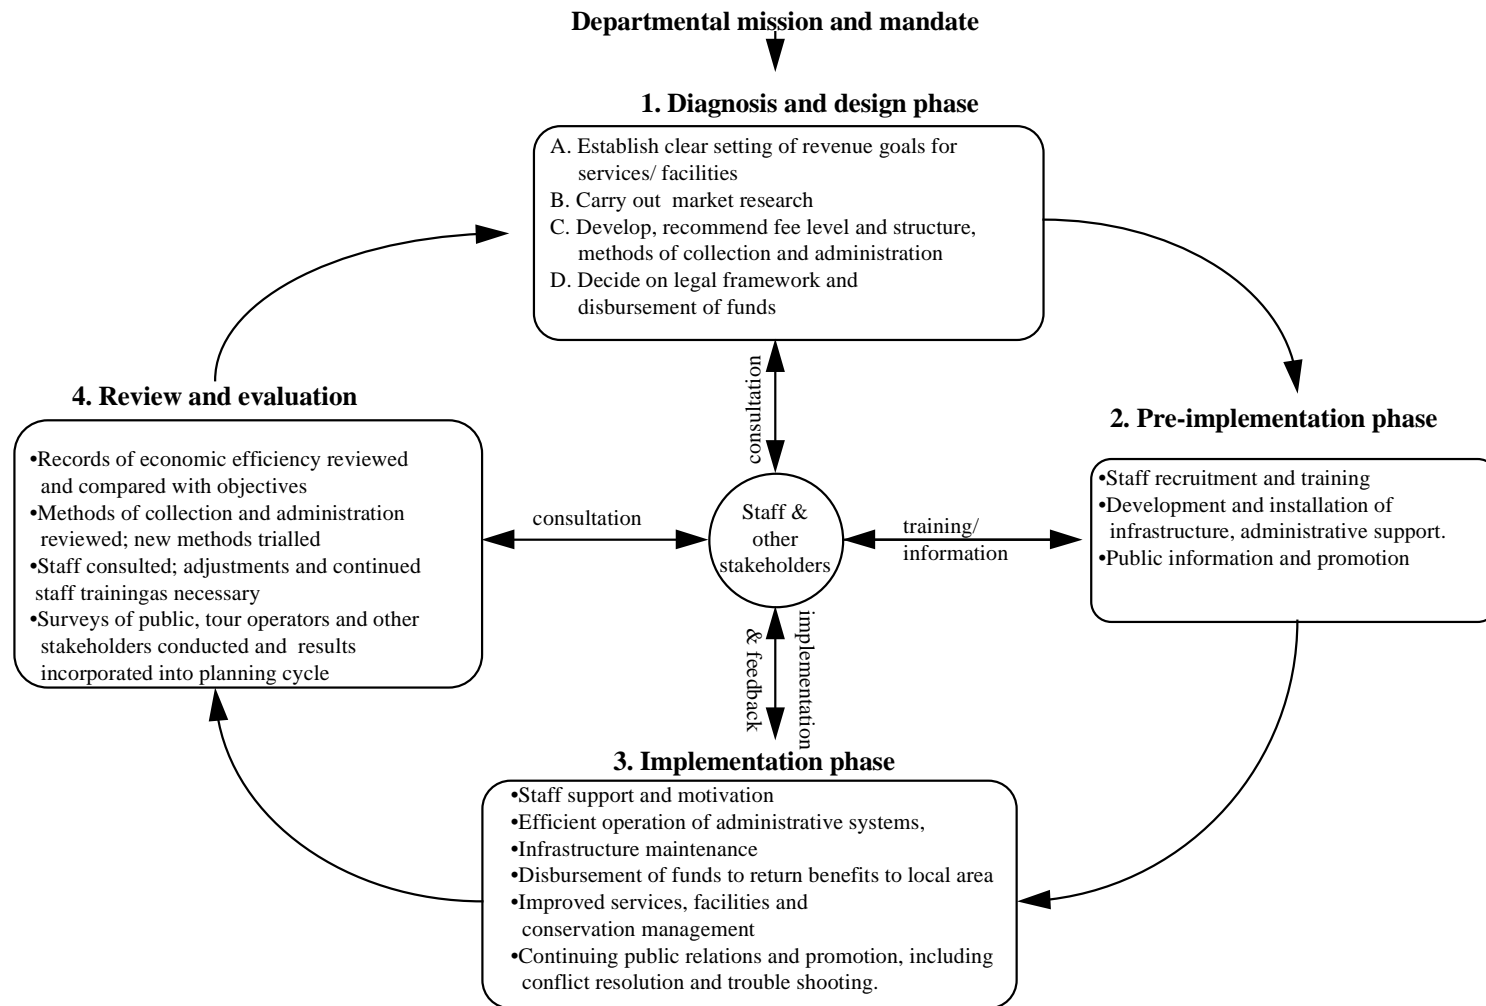 Departmental mission and mandate
1. Diagnosis and design phase
A. Establish clear setting of revenue goals for
services/ facilities
B. Carry out market research
C. Develop, recommend fee level and structure,
methods of collection and administration
D. Decide on legal framework and
disbursement of funds
consultation
2. Pre-implementation phase
•Staff recruitment and training
•Development and installation of
infrastructure, administrative support.
•Public information and promotion
4. Review and evaluation
•Records of economic efficiency reviewed
and compared with objectives
•Methods of collection and administration
reviewed; new methods trialled
•Staff consulted; adjustments and continued
staff trainingas necessary
•Surveys of public, tour operators and other
stakeholders conducted and results
incorporated into planning cycle
consultation
Staff &
other
stakeholders
training/
information
implementation
& feedback
3. Implementation phase
•Staff support and motivation
•Efficient operation of administrative systems,
•Infrastructure maintenance
•Disbursement of funds to return benefits to local area
•Improved services, facilities and
conservation management
•Continuing public relations and promotion, including
conflict resolution and trouble shooting.